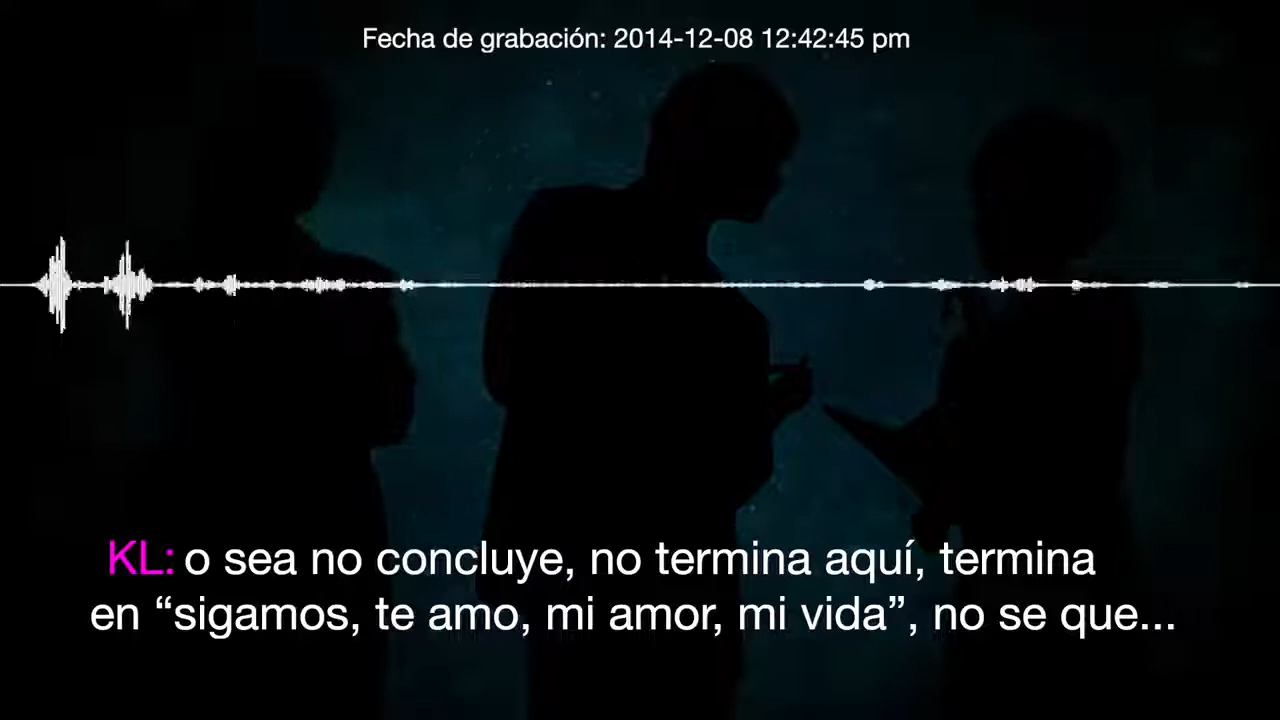 Fecha de grabación: 2014-12-08 12:42:45 pm
KL: o sea no concluye, no termina aquí, termina
en “sigamos, te amo, mi amor, mi vida”, no se que...